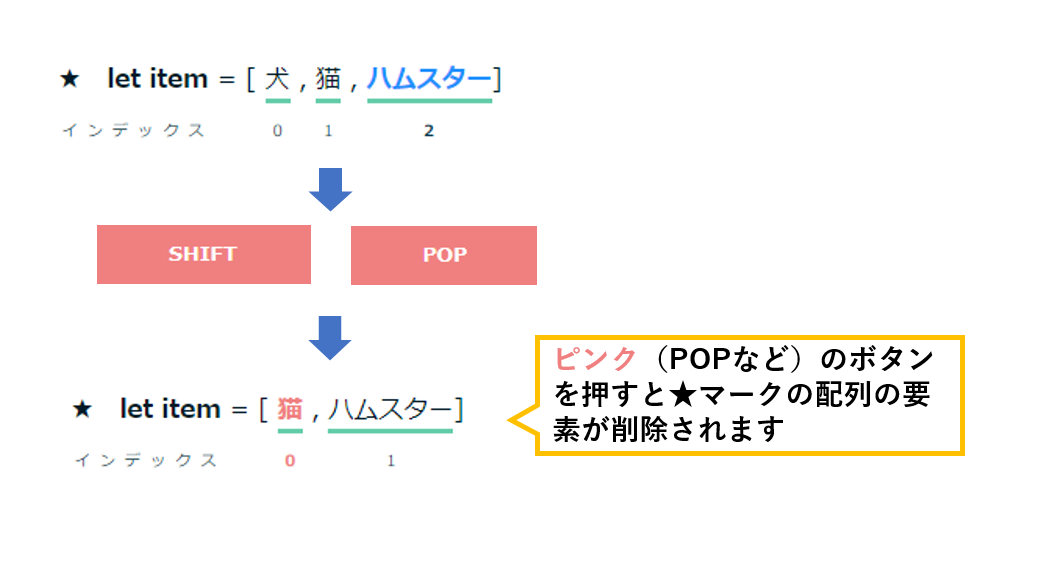 ★ let item = [ 犬 , 猫 , ハムスター]
インデックス 0 1 2
SHIFT POP
★ let item = [ 猫 , ハムスター]
インデックス 0 1
ピンク（POPなど）のボタン
を押すと★マークの配列の要
素が削除されます